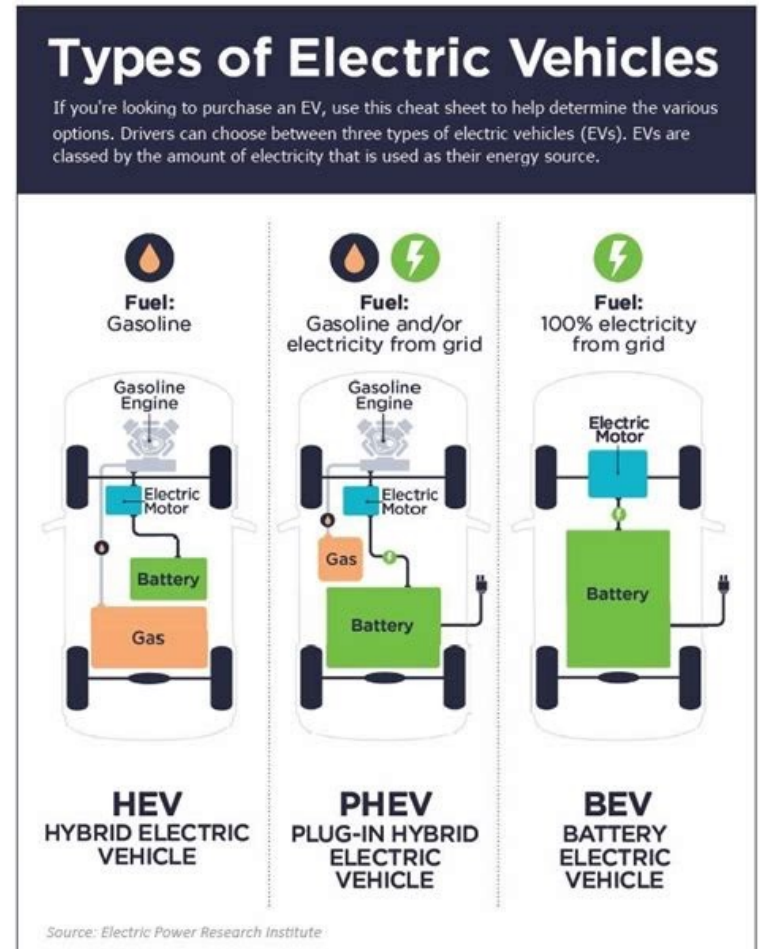 Types of Electric Vehicles
If you're looking to purchase an EV, use this cheat sheet to help determine the various
options. Drivers can choose between three types of electric vehicles (EVs). EVs are
classed by the amount of electricity that is used as their energy source.
Fuel:
Gasoline
Gasoline
Engine
Electric
Motor
Battery
Gas
HEV
HYBRID ELECTRIC
VEHICLE
Fuel:
Gasoline and/or
electricity from grid
Gasoline
Engine
Electric
Motor
Gas
Battery
PHEV
PLUG-IN HYBRID
ELECTRIC
VEHICLE
Fuel:
100% electricity
from grid
Electric
Motor
Battery
BEV
BATTERY
ELECTRIC
VEHICLE
Source: Electric Power Research Institute